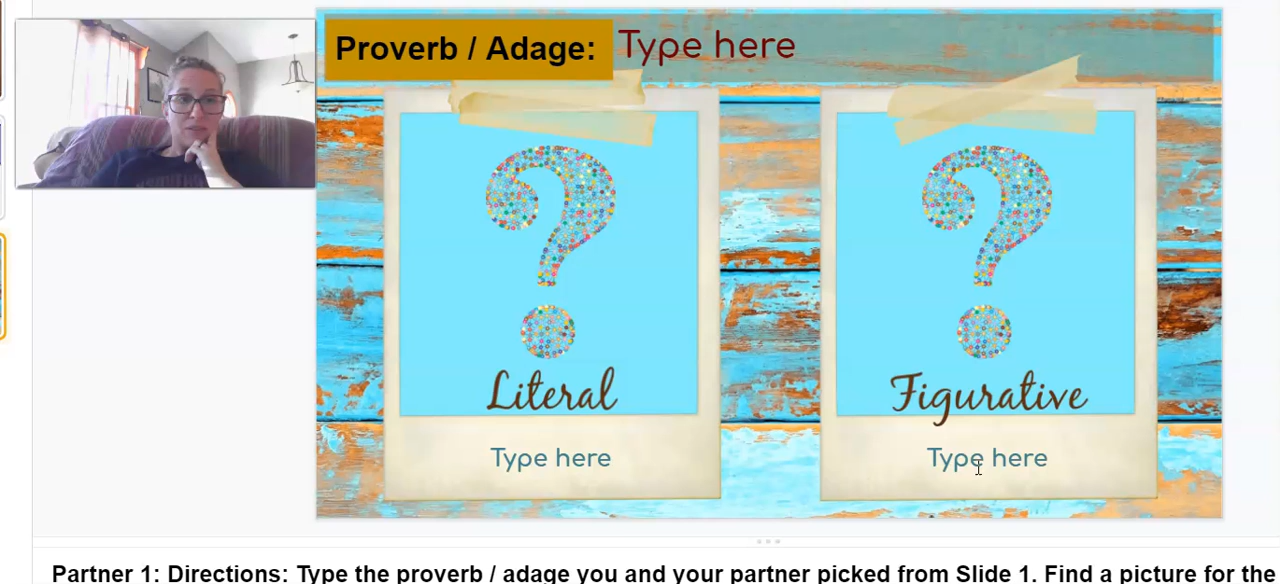 Proverb / Adage: Type here
Literal
Figurative
Type here
Type here
Partner 1: Directions: Type the proverb / adage you and your partner picked from Slide 1. Find a picture for the